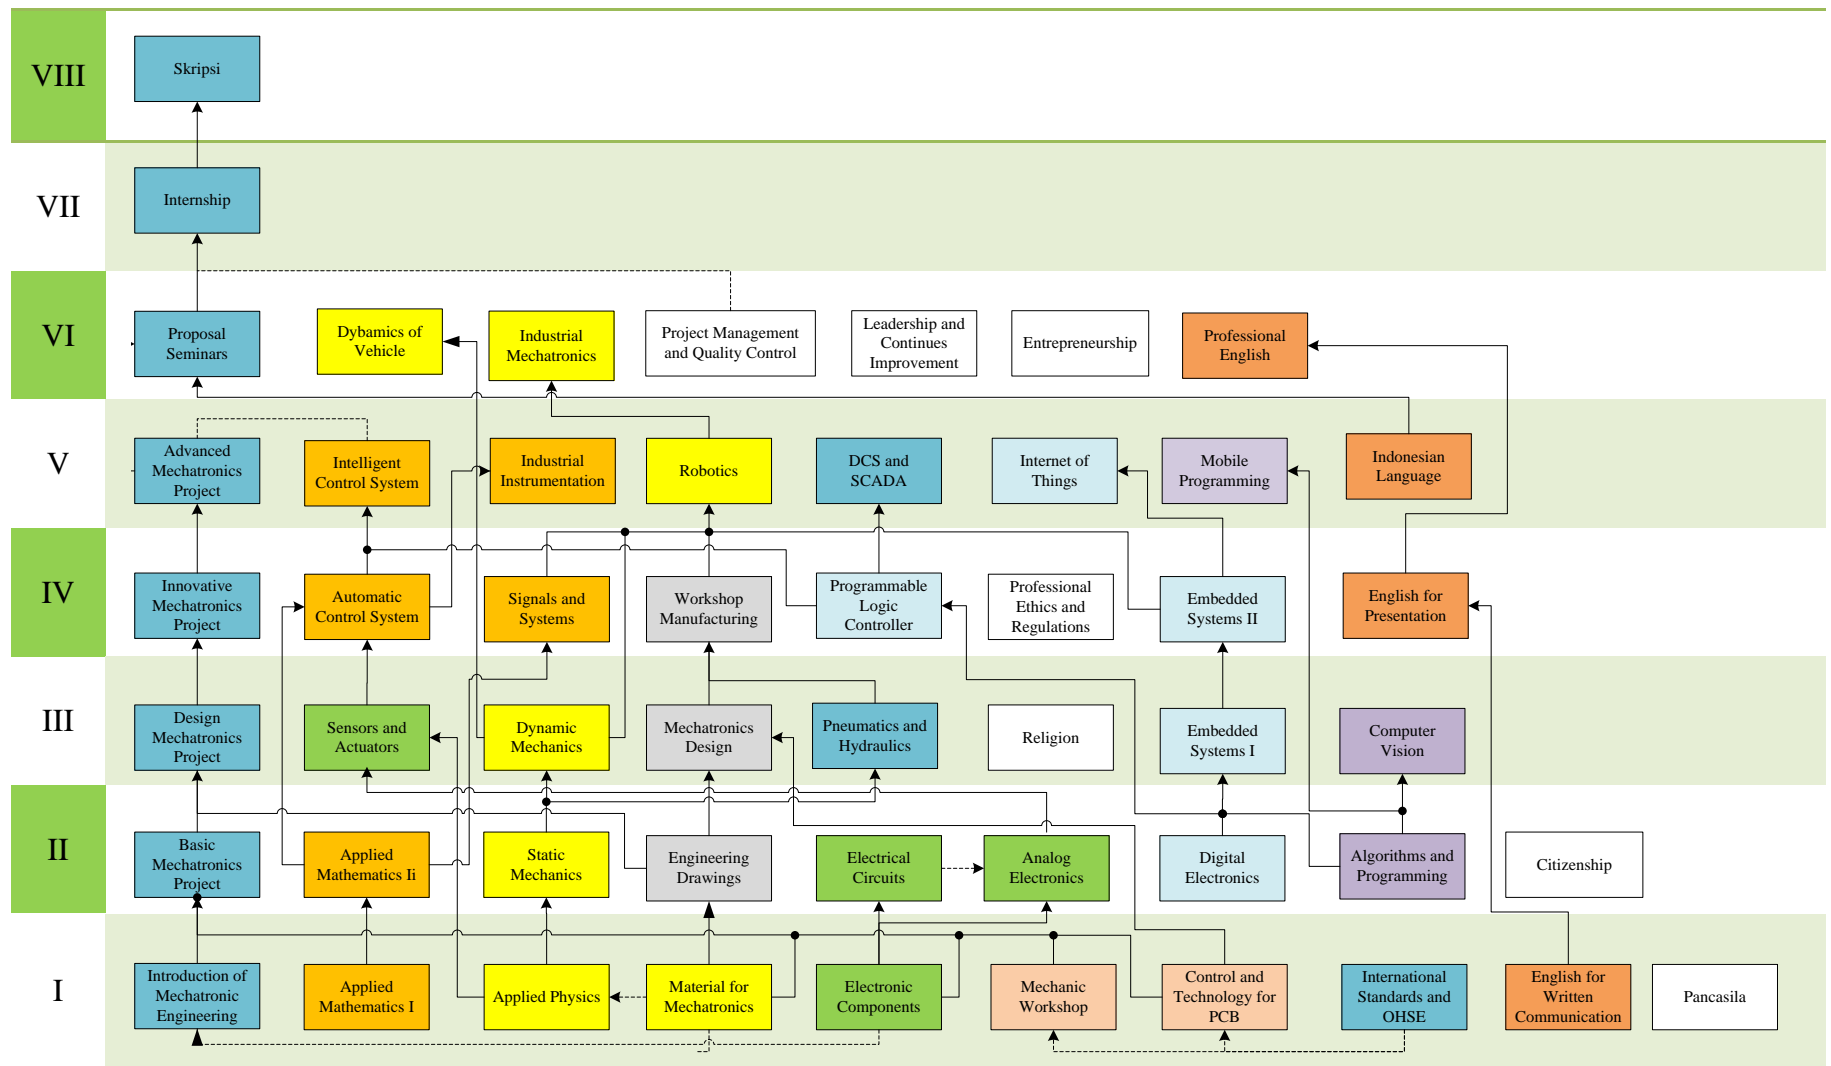 VIII
Skripsi
VII
Internship
VI
Proposal
Seminars
Dybamics of
Vehicle
Industrial
Mechatronics
Project Management
and Quality Control
Leadership and
Continues
Improvement
Entrepreneurship
Professional
English
V
Advanced
Mechatronics
Project
Intelligent
Control System
Industrial
Instrumentation
Robotics
DCS and
SCADA
Internet of
Things
Mobile
Programming
Indonesian
Language
IV
Innovative
Mechatronics
Project
Automatic
Control System
Signals and
Systems
Workshop
Manufacturing
Programmable
Logic
Controller
Professional
Ethics and
Regulations
Embedded
Systems II
English for
Presentation
III
Design
Mechatronics
Project
Sensors and
Actuators
Dynamic
Mechanics
Mechatronics
Design
Pneumatics and
Hydraulics
Religion
Embedded
Systems I
Computer
Vision
II
Basic
Mechatronics
Project
Applied
Mathematics Ii
Static
Mechanics
Engineering
Drawings
Electrical
Circuits
Analog
Electronics
Digital
Electronics
Algorithms and
Programming
Citizenship
I
Introduction of
Mechatronic
Engineering
Applied
Mathematics I
Applied Physics
Material for
Mechatronics
Electronic
Components
Mechanic
Workshop
Control and
Technology for
PCB
International
Standards and
OHSE
English for
Written
Communication
Pancasila